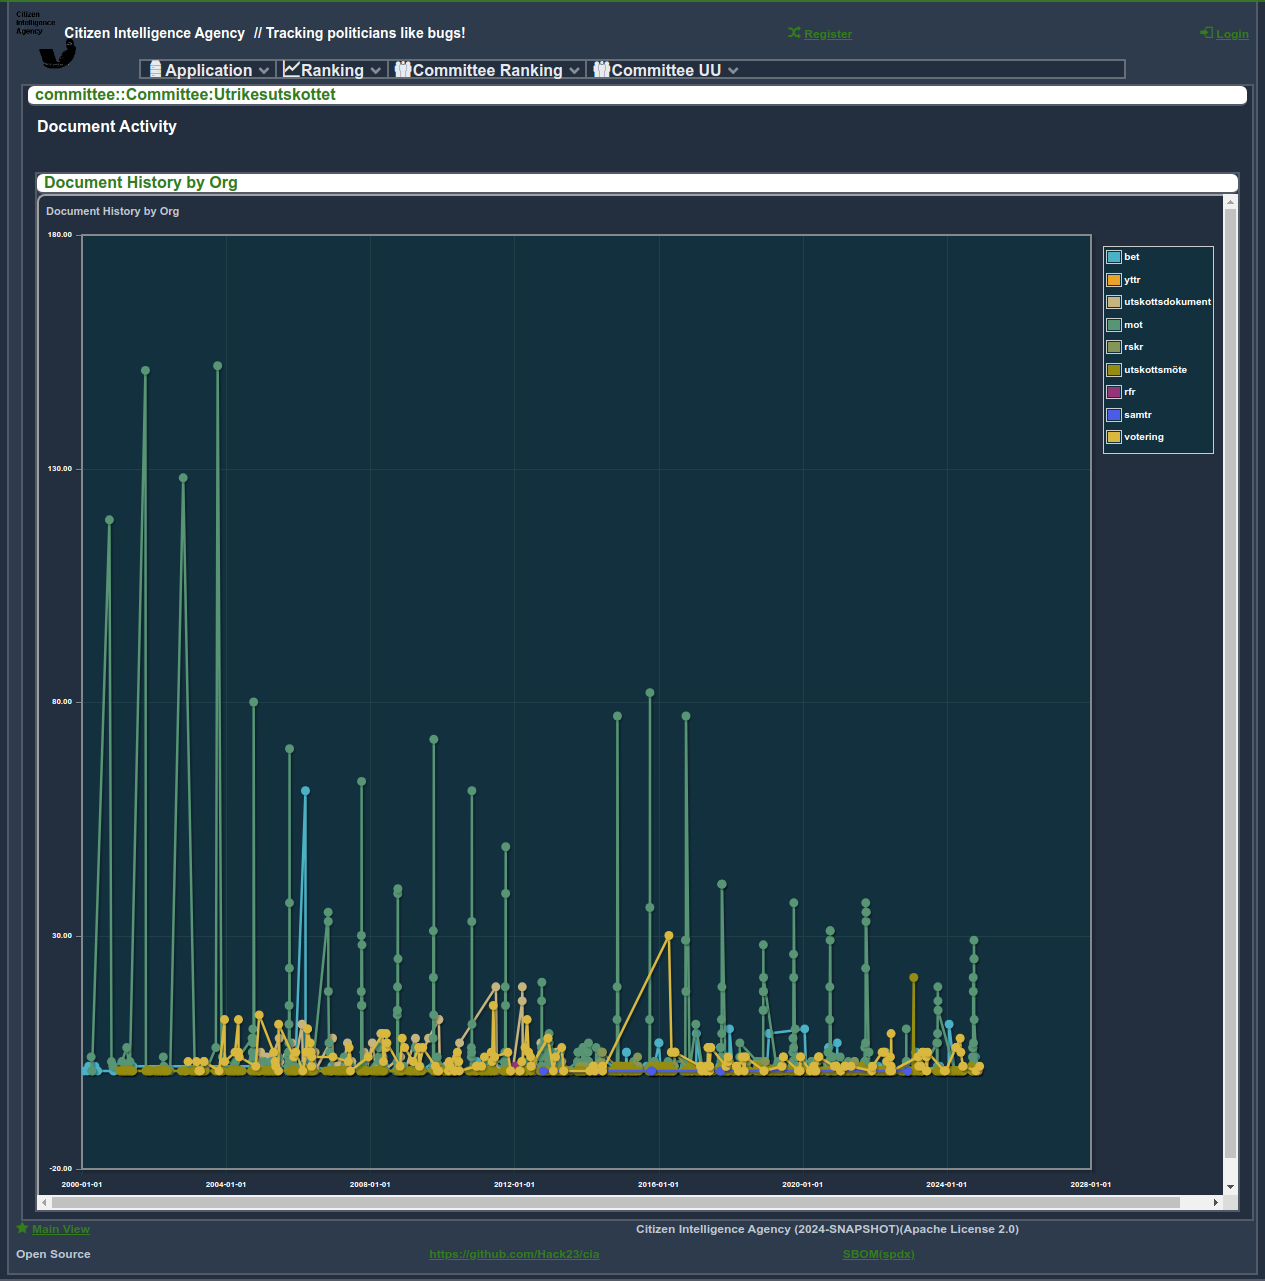 Citizen
Intelligence
Agency
Citizen Intelligence Agency // Tracking politicians like bugs!
Register
Login
Application
Ranking
Committee Ranking
Committee UU
committee::Committee:Utrikesutskottet
Document Activity
Document History by Org
Document History by Org
180.00
130.00
80.00
30.00
-20.00
2000-01-01
2004-01-01
2008-01-01
2012-01-01
2016-01-01
2020-01-01
2024-01-01
2028-01-01
bet
yttr
utskottsdokument
mot
rskr
utskottsmöte
rfr
samtr
votering
Main View
Citizen Intelligence Agency (2024-SNAPSHOT)(Apache License 2.0)
Open Source
https://github.com/Hack23/cia
SBOM(spdx)